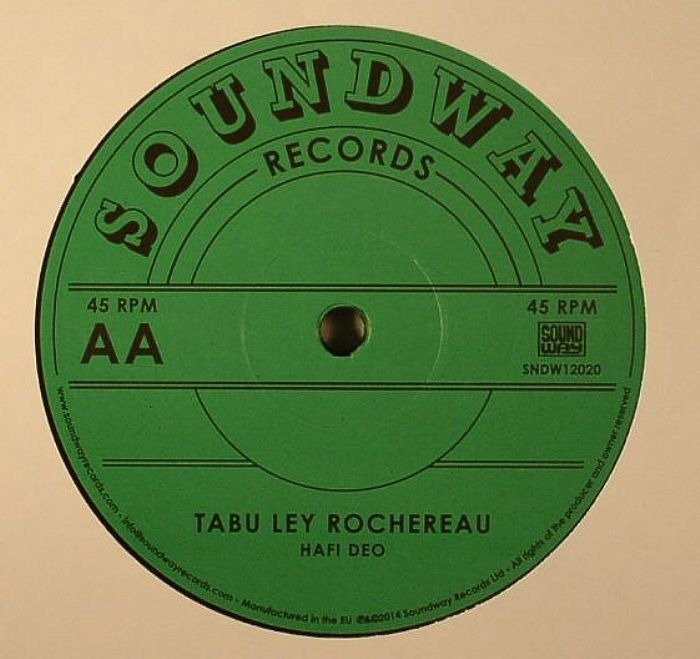 SOUNDWAY
RECORDS
45 RPM
AA
45 RPM
SOUND
WAY
SNDW12020
TABU LEY ROCHEREAU
HAFI DEO
www.soundwayrecords.com - info@soundwayrecords.com - Manufactured in the EU ℗&©2014 Soundway Records Ltd - All rights of the producer and owner reserved